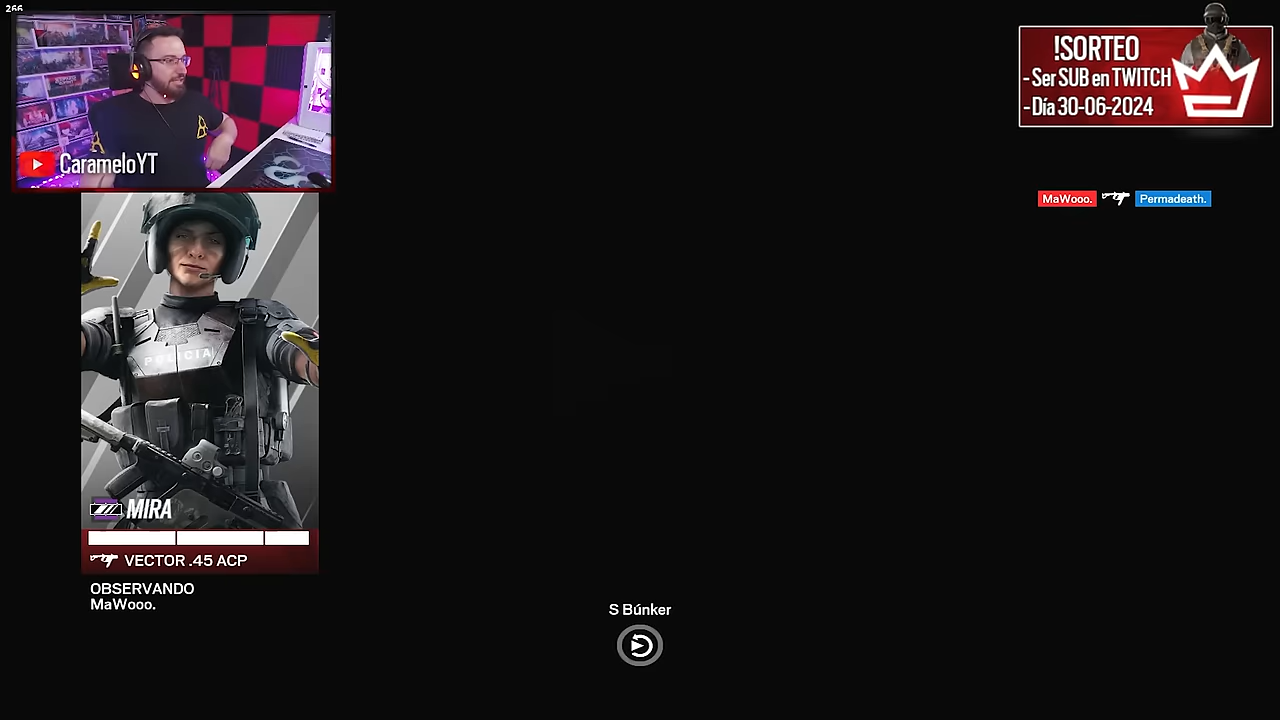 266
CarameloYT
!SORTEO
- Ser SUB en TWITCH
- Día 30-06-2024
MaWooo.
Permadeath.
POLICIA
MIRA
VECTOR .45 ACP
OBSERVANDO
MaWooo.
S Búnker